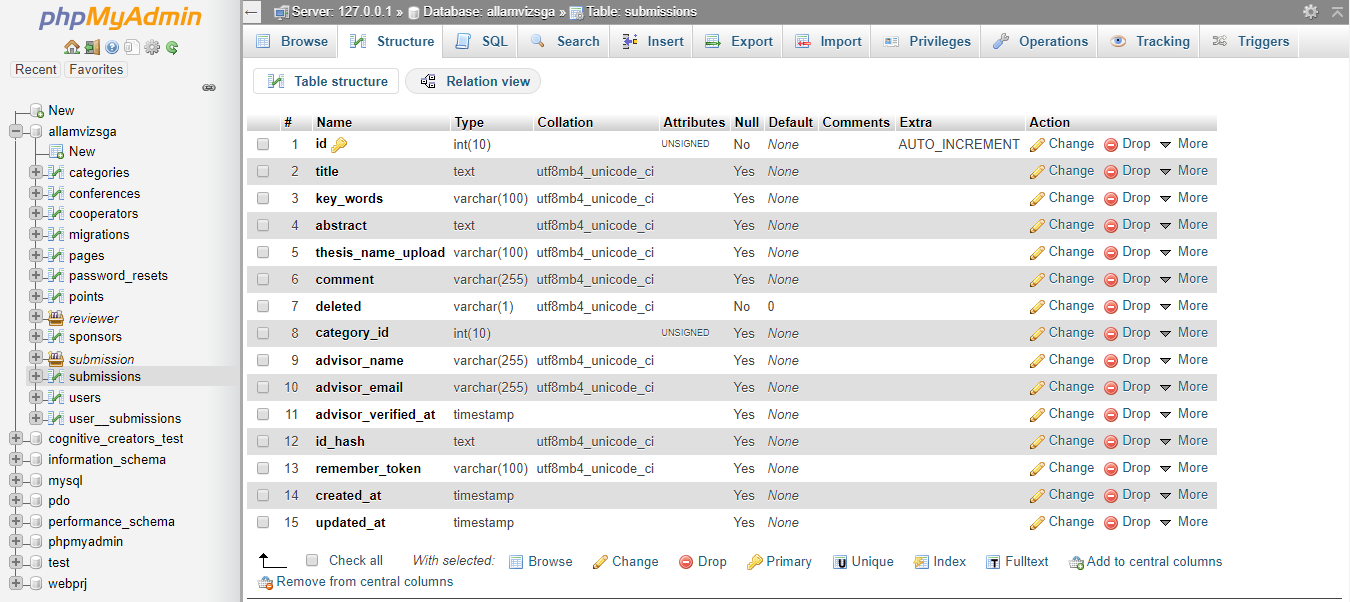 phpMyAdmin
Recent Favorites
New
allamvizsga
New
categories
conferences
cooperators
migrations
pages
password_resets
points
reviewer
sponsors
submission
submissions
users
user__submissions
cognitive_creators_test
information_schema
mysql
pdo
performance_schema
phpmyadmin
test
webprj
Server: 127.0.0.1 » Database: allamvizsga » Table: submissions
Browse Structure SQL Search Insert Export Import Privileges Operations Tracking Triggers
Table structure Relation view
# Name Type Collation Attributes Null Default Comments Extra Action
1 id int(10) UNSIGNED No None AUTO_INCREMENT Change Drop More
2 title text utf8mb4_unicode_ci Yes None Change Drop More
3 key_words varchar(100) utf8mb4_unicode_ci Yes None Change Drop More
4 abstract text utf8mb4_unicode_ci Yes None Change Drop More
5 thesis_name_upload varchar(100) utf8mb4_unicode_ci Yes None Change Drop More
6 comment varchar(255) utf8mb4_unicode_ci Yes None Change Drop More
7 deleted varchar(1) utf8mb4_unicode_ci No 0 Change Drop More
8 category_id int(10) UNSIGNED Yes None Change Drop More
9 advisor_name varchar(255) utf8mb4_unicode_ci Yes None Change Drop More
10 advisor_email varchar(255) utf8mb4_unicode_ci Yes None Change Drop More
11 advisor_verified_at timestamp Yes None Change Drop More
12 id_hash text utf8mb4_unicode_ci Yes None Change Drop More
13 remember_token varchar(100) utf8mb4_unicode_ci Yes None Change Drop More
14 created_at timestamp Yes None Change Drop More
15 updated_at timestamp Yes None Change Drop More
Check all With selected: Browse Change Drop Primary Unique Index Fulltext Add to central columns
Remove from central columns